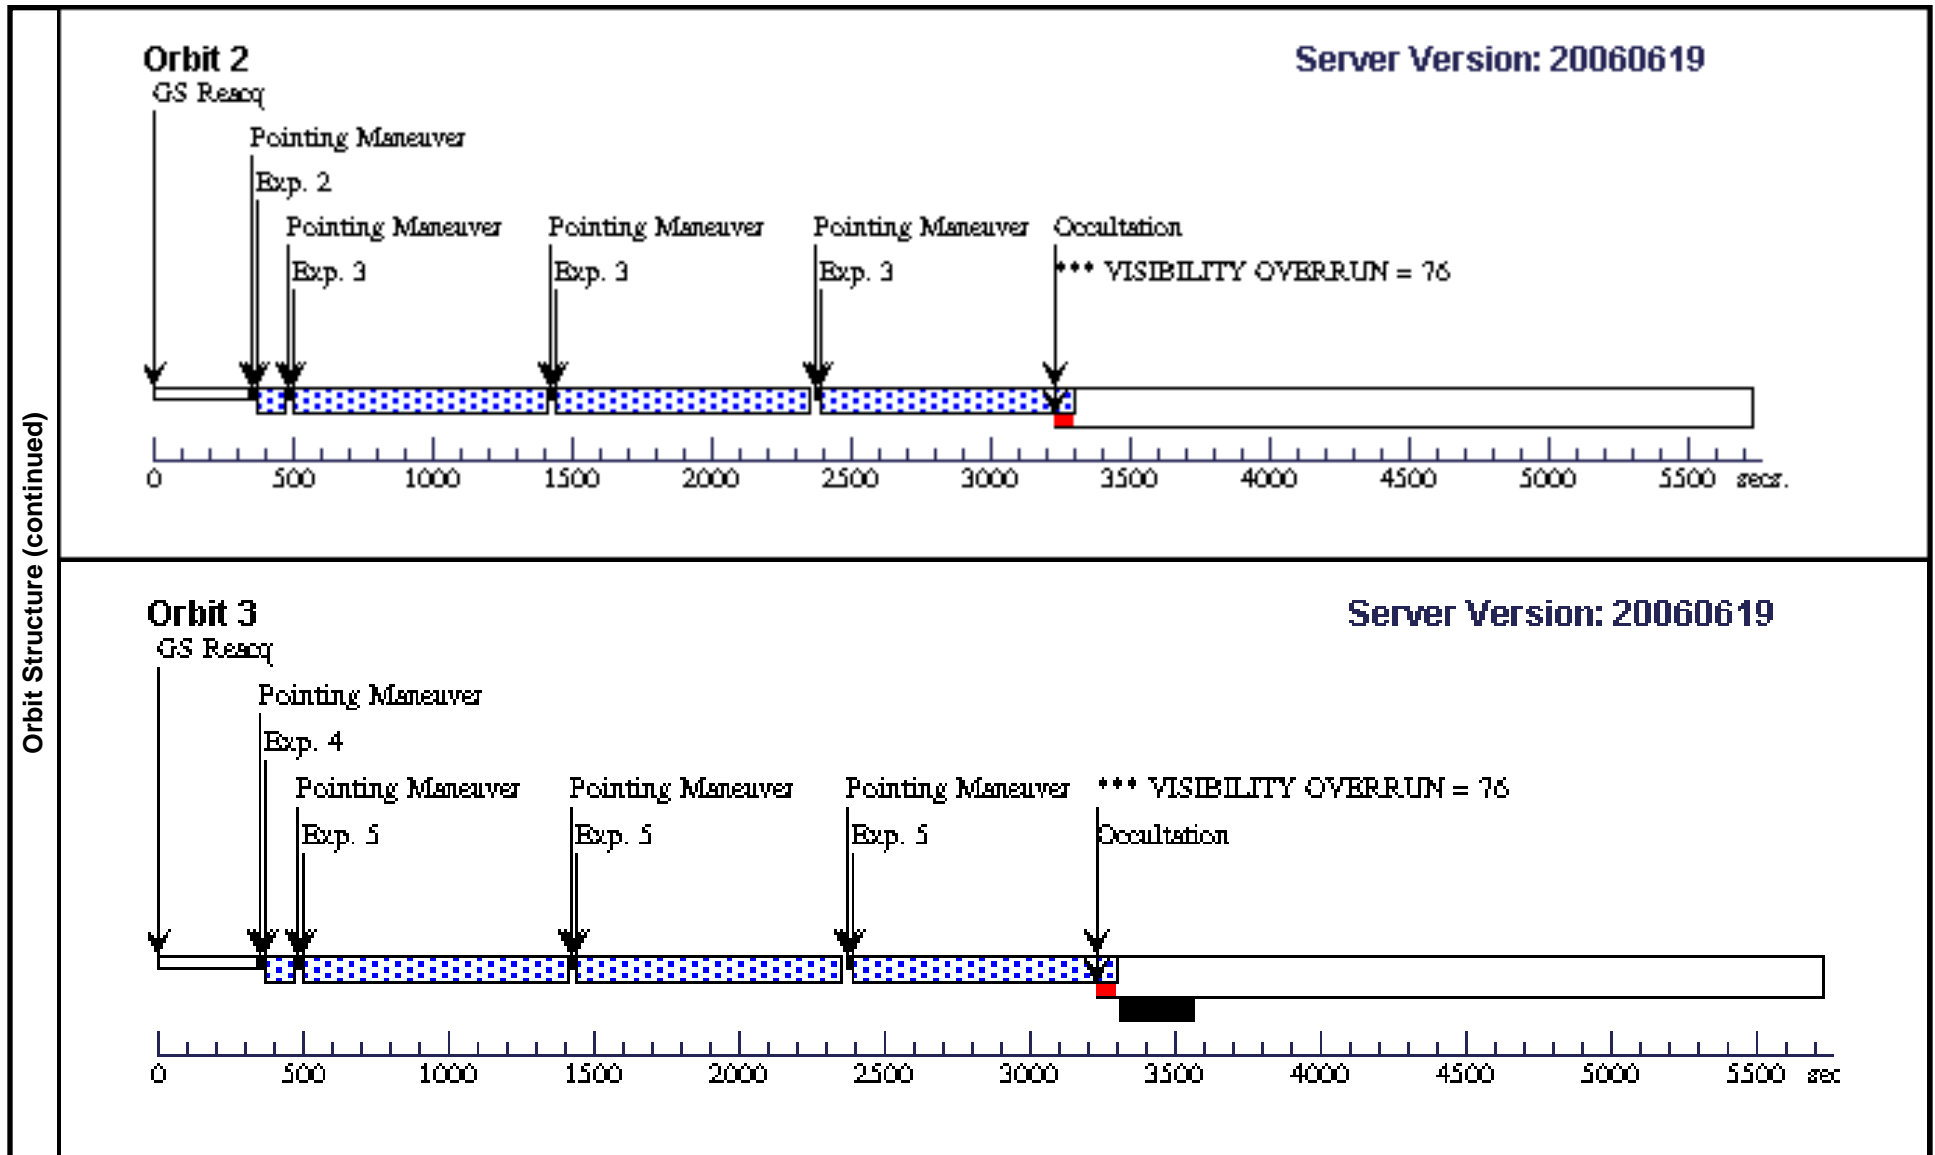 Orbit Structure (continued)
Orbit 2
Server Version: 20060619
GS Reacq
Pointing Maneuver
Exp. 2
Pointing Maneuver
Pointing Maneuver
Pointing Maneuver
Occultation
Exp. 3
Exp. 3
Exp. 3
*** VISIBILITY OVERRUN = 76
0 500 1000 1500 2000 2500 3000 3500 4000 4500 5000 5500 secs.
Orbit 3
Server Version: 20060619
GS Reacq
Pointing Maneuver
Exp. 4
Pointing Maneuver
Pointing Maneuver
Pointing Maneuver
*** VISIBILITY OVERRUN = 76
Exp. 5
Exp. 5
Exp. 5
Occultation
0 500 1000 1500 2000 2500 3000 3500 4000 4500 5000 5500 sec